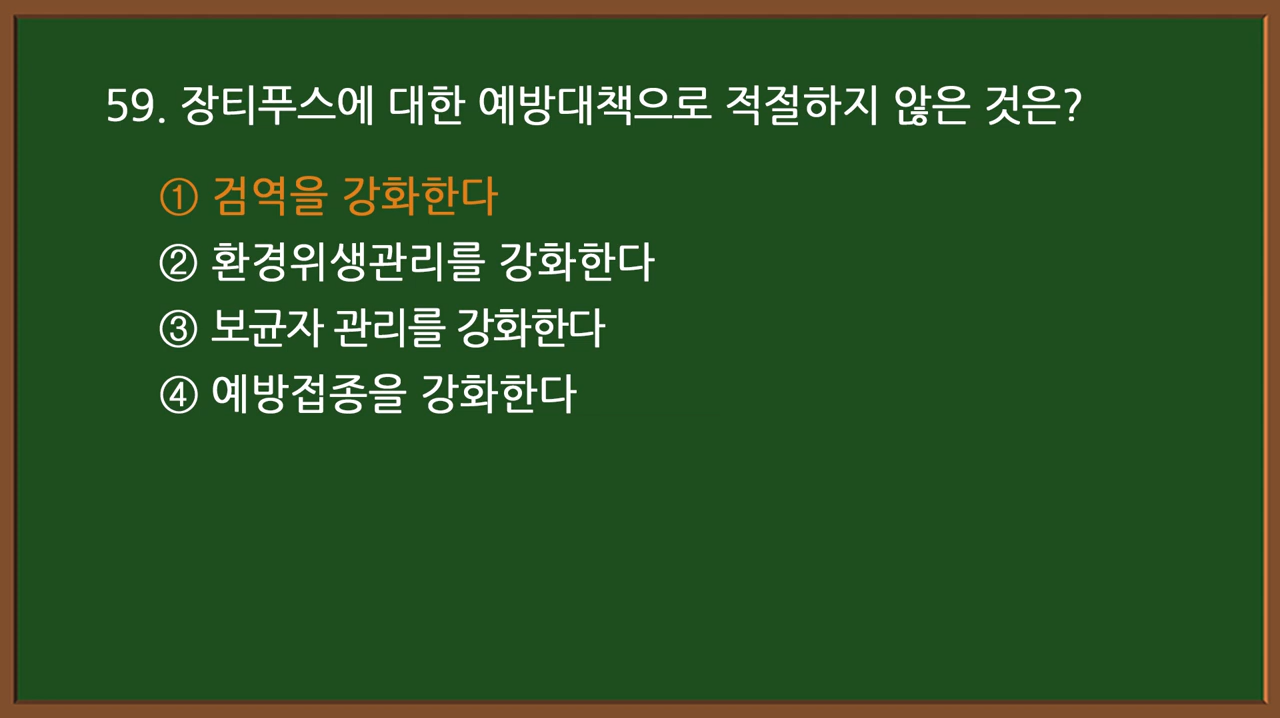 59. 장티푸스에 대한 예방대책으로 적절하지 않은 것은?
① 검역을 강화한다
② 환경위생관리를 강화한다
③ 보균자 관리를 강화한다
④ 예방접종을 강화한다